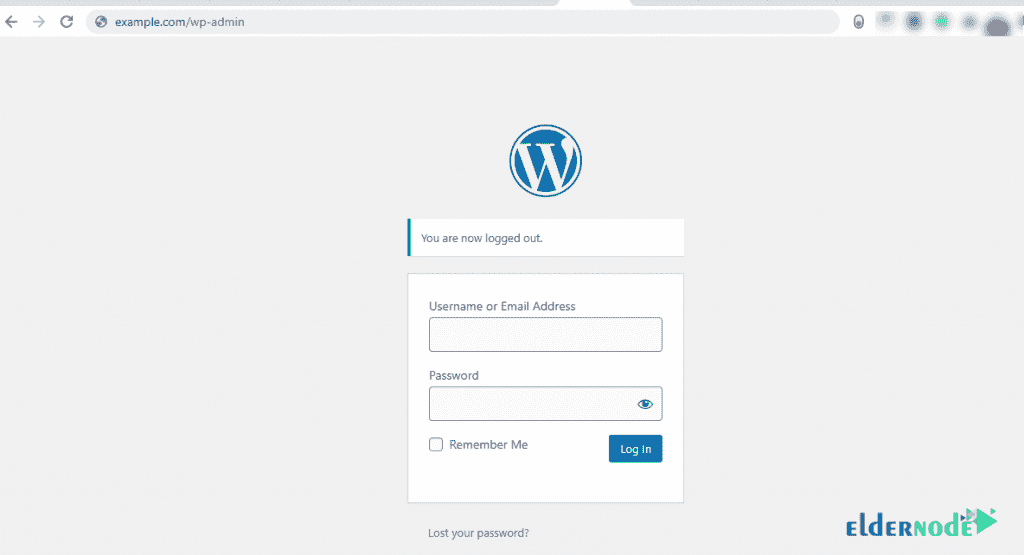 example.com/wp-admin
You are now logged out.
Username or Email Address
Password
Remember Me
Log In
Lost your password?
ELDERNODE